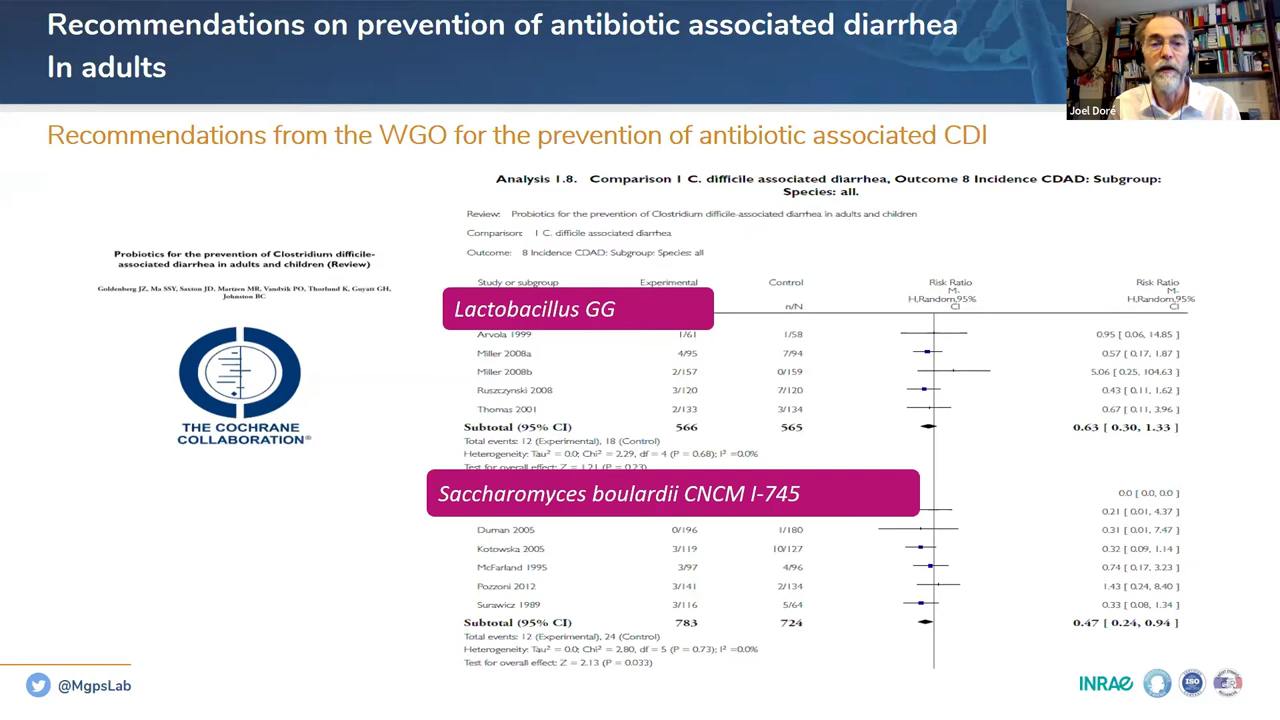 Recommendations on prevention of antibiotic associated diarrhea
In adults
Joel Doré
Recommendations from the WGO for the prevention of antibiotic associated CDI
Probiotics for the prevention of Clostridium difficile-
associated diarrhea in adults and children (Review)
Goldenberg JZ, Ma SSY, Saxton JD, Martzen MR, Vandvik PO, Thorlund K, Guyatt GH,
Johnston BC
THE COCHRANE
COLLABORATION®
Analysis 1.8. Comparison 1 C. difficile associated diarrhea, Outcome 8 Incidence CDAD: Subgroup:
Species: all.
Review: Probiotics for the prevention of Clostridium difficile-associated diarrhea in adults and children
Comparison: 1 C. difficile associated diarrhea
Outcome: 8 Incidence CDAD: Subgroup: Species: all
Study or subgroup Experimental Control Risk Ratio Risk Ratio
n/N M-H,Random,95% CI M-H,Random,95% CI
Lactobacillus GG
Arvola 1999 1/61 1/58 0.95 [ 0.06, 14.85 ]
Miller 2008a 4/95 7/94 0.57 [ 0.17, 1.87 ]
Miller 2008b 2/157 0/159 5.06 [ 0.25, 104.63 ]
Ruszczynski 2008 3/120 7/120 0.43 [ 0.11, 1.62 ]
Thomas 2001 2/133 3/134 0.67 [ 0.11, 3.96 ]
Subtotal (95% CI) 566 565 0.63 [ 0.30, 1.33 ]
Total events: 12 (Experimental), 18 (Control)
Heterogeneity: Tau² = 0.0; Chi² = 2.29, df = 4 (P = 0.68); I² =0.0%
Test for overall effect: Z = 1.21 (P = 0.23)
Saccharomyces boulardii CNCM I-745
0.0 [ 0.0, 0.0 ]
0.21 [ 0.01, 4.37 ]
Duman 2005 0/196 1/180 0.31 [ 0.01, 7.47 ]
Kotowska 2005 3/119 10/127 0.32 [ 0.09, 1.14 ]
McFarland 1995 3/97 4/96 0.74 [ 0.17, 3.23 ]
Pozzoni 2012 3/141 2/134 1.43 [ 0.24, 8.40 ]
Surawicz 1989 3/116 5/64 0.33 [ 0.08, 1.34 ]
Subtotal (95% CI) 783 724 0.47 [ 0.24, 0.94 ]
Total events: 12 (Experimental), 24 (Control)
Heterogeneity: Tau² = 0.0; Chi² = 2.80, df = 5 (P = 0.73); I² =0.0%
Test for overall effect: Z = 2.13 (P = 0.033)
@MgpsLab
INRAE
ISO